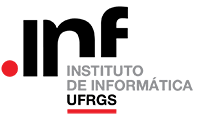 .inf
INSTITUTO
DE INFORMÁTICA
UFRGS